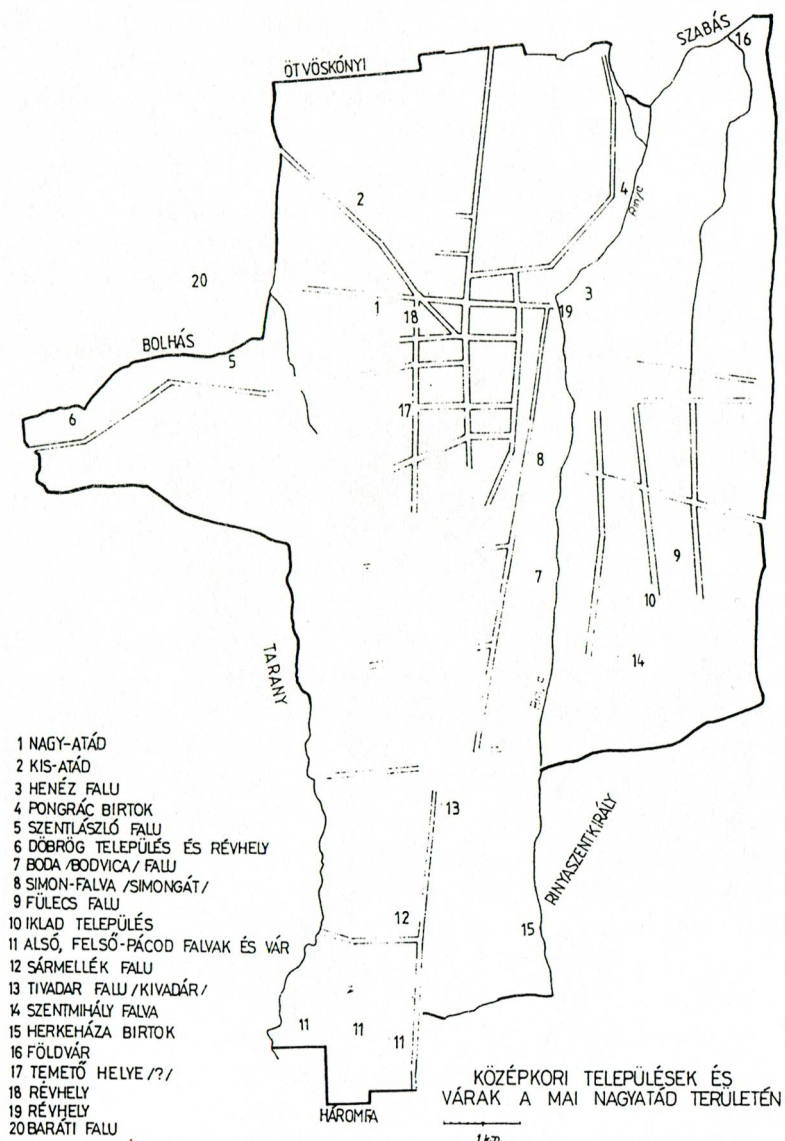 SZABÁS
16
ÖTVÖSKÓNYI
4
2
Rinya
20
3
1
18
19
BOLHÁS
5
6
17
8
7
9
10
14
TARANY
1 NAGY-ATÁD
2 KIS-ATÁD
3 HENÉZ FALU
4 PONGRÁC BIRTOK
5 SZENTLÁSZLÓ FALU
6 DÖBRÖG TELEPÜLÉS ÉS RÉVHELY
7 BODA /BODVICA/ FALU
8 SIMON-FALVA /SIMONGÁT/
9 FÜLECS FALU
10 IKLAD TELEPÜLÉS
11 ALSÓ, FELSŐ-PÁCOD FALVAK ÉS VÁR
12 SÁRMELLÉK FALU
13 TIVADAR FALU /KIVADÁR/
14 SZENTMIHÁLY FALVA
15 HERKEHÁZA BIRTOK
16 FÖLDVÁR
17 TEMETŐ HELYE /?/
18 RÉVHELY
19 RÉVHELY
20 BARÁTI FALU
13
RINYASZENTKIRÁLY
12
15
11
11
11
HÁROMFA
KÖZÉPKORI TELEPÜLÉSEK ÉS
VÁRAK A MAI NAGYATÁD TERÜLETÉN
1 km